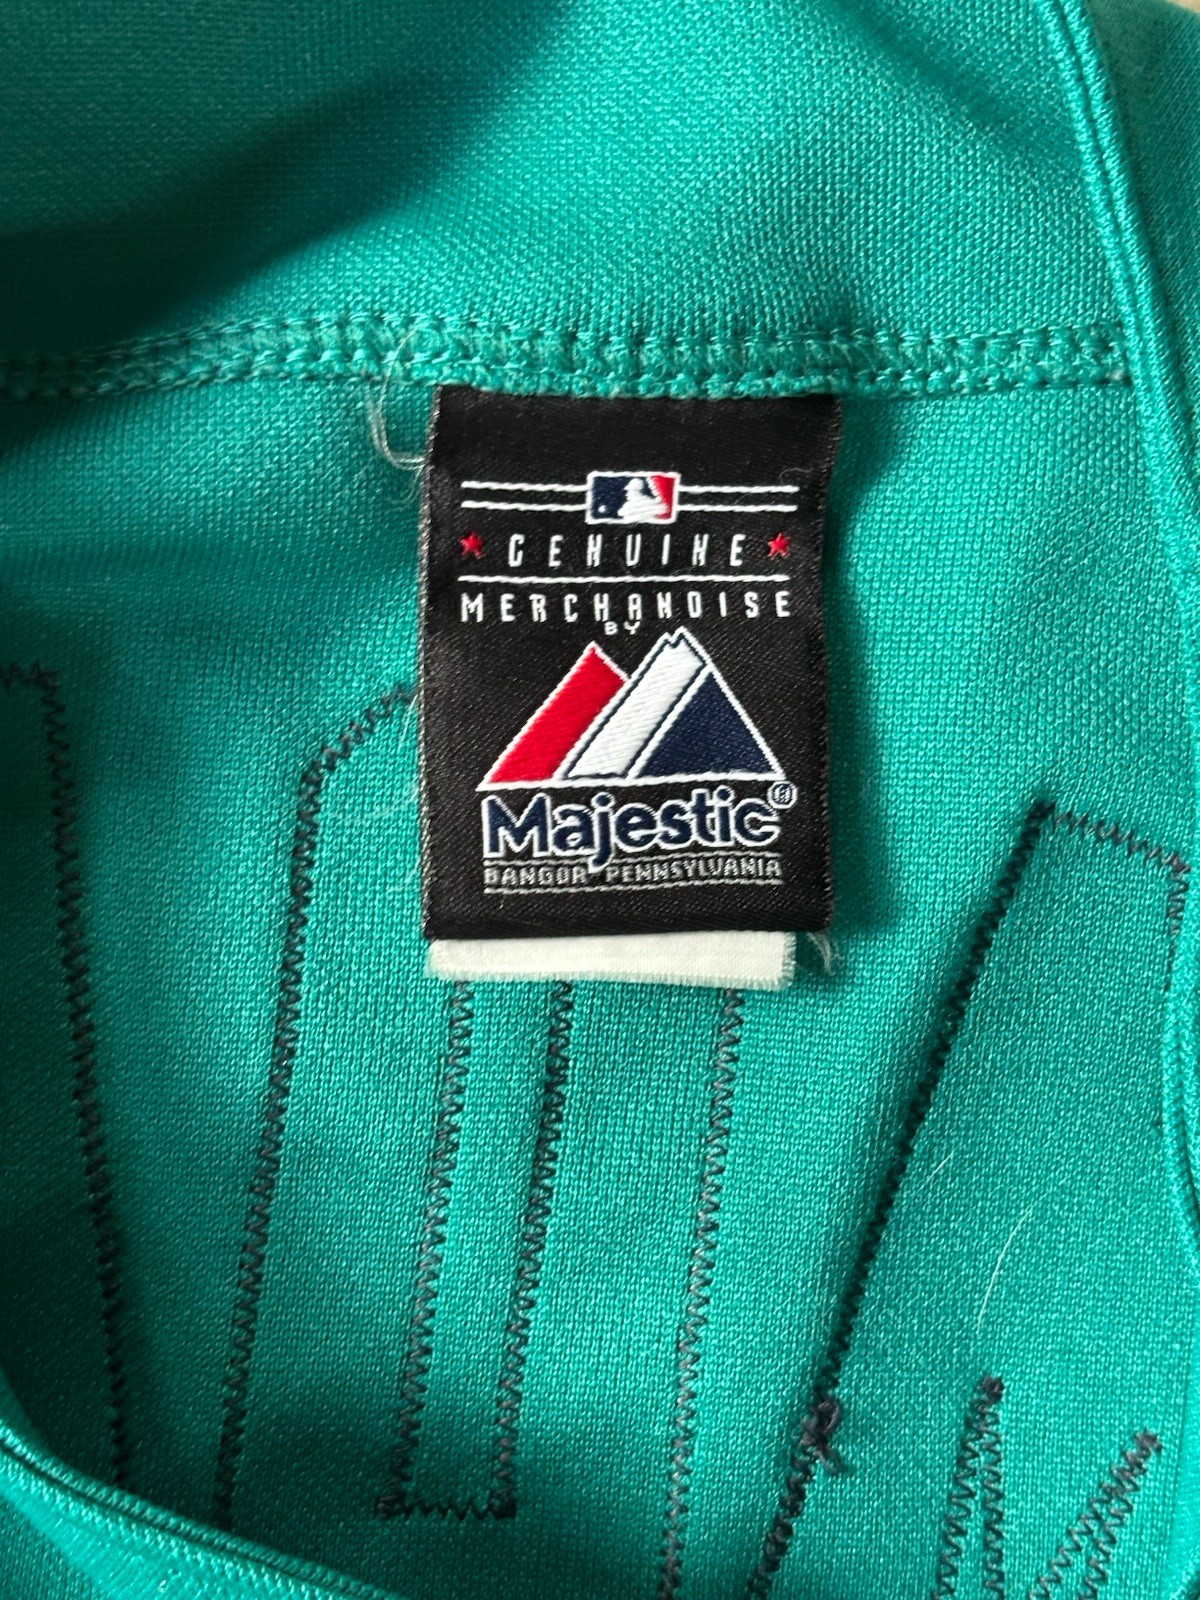 GENUINE
MERCHANDISE
BY
Majestic®
BANGOR PENNSYLVANIA